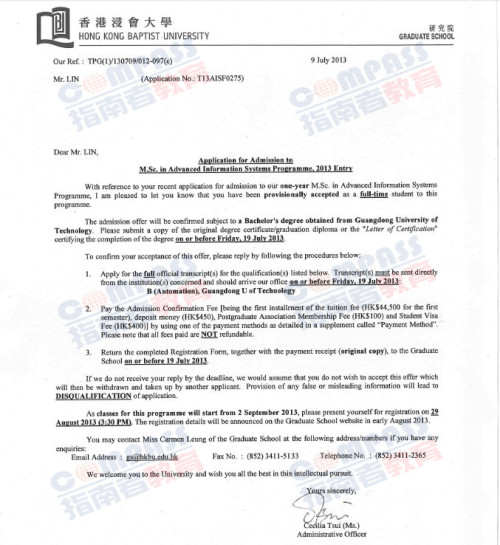 香港浸會大學
HONG KONG BAPTIST UNIVERSITY
研究院
GRADUATE SCHOOL
Our Ref. : TPG(1)/130709/012-097(c)
9 July 2013
Mr. LIN
(Application No.: T13AISF0275)
COMPASS
指南者教育
Dear Mr. LIN,
Application for Admission to
M.Sc. in Advanced Information Systems Programme, 2013 Entry
With reference to your recent application for admission to our one-year M.Sc. in Advanced Information Systems
Programme, I am pleased to let you know that you have been provisionally accepted as a full-time student to this
programme.
The admission offer will be confirmed subject to a Bachelor's degree obtained from Guangdong University of
Technology. Please submit a copy of the original degree certificate/graduation diploma or the "Letter of Certification"
certifying the completion of the degree on or before Friday, 19 July 2013.
To confirm your acceptance of this offer, please reply by following the procedures below:
1. Apply for the full official transcript(s) for the qualification(s) listed below. Transcript(s) must be sent directly
from the institution(s) concerned and should arrive our office on or before Friday, 19 July 2013:
B (Automation), Guangdong U of Technology
2. Pay the Admission Confirmation Fee [being the first installment of the tuition fee (HK$44,500 for the first
semester), deposit money (HK$450), Postgraduate Association Membership Fee (HK$100) and Student Visa
Fee (HK$400)] by using one of the payment methods as detailed in a supplement called "Payment Method".
Please note that all fees paid are NOT refundable.
3. Return the completed Registration Form, together with the payment receipt (original copy), to the Graduate
School on or before 19 July 2013.
If we do not receive your reply by the deadline, we would assume that you do not wish to accept this offer which
will then be withdrawn and taken up by another applicant. Provision of any false or misleading information will lead to
DISQUALIFICATION of application.
As classes for this programme will start from 2 September 2013, please present yourself for registration on 29
August 2013 (3:30 PM). The registration details will be announced on the Graduate School website in early August 2013.
You may contact Miss Carmen Leung of the Graduate School at the following address/numbers if you have any
enquiries:
Email Address : gs@hkbu.edu.hk Fax No. : (852) 3411-5133 Telephone No. : (852) 3411-2365
We welcome you to the University and wish you all the best in this intellectual pursuit.
Yours sincerely,
Cecilia Tsui (Ms.)
Administrative Officer